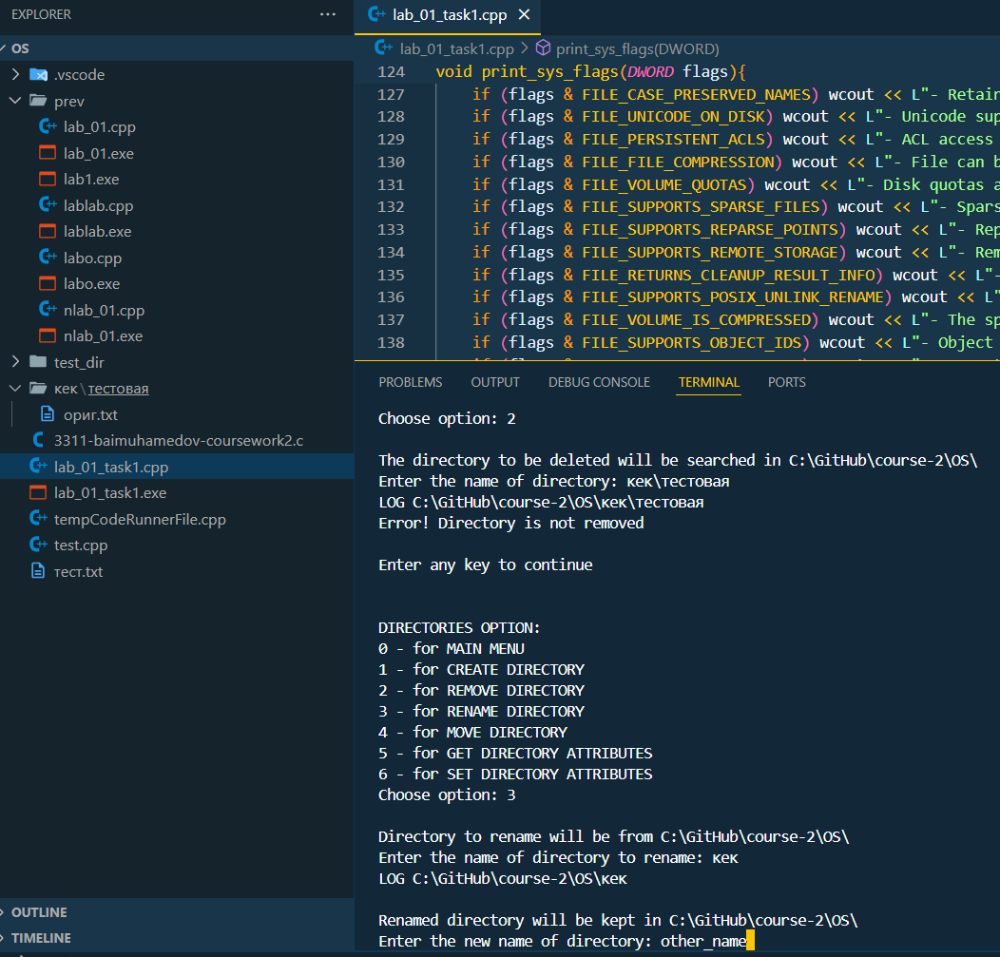 EXPLORER
OS
.vscode
prev
lab_01.cpp
lab_01.exe
lab1.exe
lablab.cpp
lablab.exe
labo.cpp
labo.exe
nlab_01.cpp
nlab_01.exe
test_dir
кек\тестовая
ориг.txt
3311-baimuhamedov-coursework2.c
lab_01_task1.cpp
lab_01_task1.exe
tempCodeRunnerFile.cpp
test.cpp
тест.txt
OUTLINE
TIMELINE
lab_01_task1.cpp
lab_01_task1.cpp > print_sys_flags(DWORD)
124 void print_sys_flags(DWORD flags){
127 if (flags & FILE_CASE_PRESERVED_NAMES) wcout << L"- Retain
128 if (flags & FILE_UNICODE_ON_DISK) wcout << L"- Unicode sup
129 if (flags & FILE_PERSISTENT_ACLS) wcout << L"- ACL access
130 if (flags & FILE_FILE_COMPRESSION) wcout << L"- File can b
131 if (flags & FILE_VOLUME_QUOTAS) wcout << L"- Disk quotas a
132 if (flags & FILE_SUPPORTS_SPARSE_FILES) wcout << L"- Spars
133 if (flags & FILE_SUPPORTS_REPARSE_POINTS) wcout << L"- Rep
134 if (flags & FILE_SUPPORTS_REMOTE_STORAGE) wcout << L"- Rem
135 if (flags & FILE_RETURNS_CLEANUP_RESULT_INFO) wcout << L"-
136 if (flags & FILE_SUPPORTS_POSIX_UNLINK_RENAME) wcout << L"
137 if (flags & FILE_VOLUME_IS_COMPRESSED) wcout << L"- The sp
138 if (flags & FILE_SUPPORTS_OBJECT_IDS) wcout << L"- Object
PROBLEMS OUTPUT DEBUG CONSOLE TERMINAL PORTS
Choose option: 2
The directory to be deleted will be searched in C:\GitHub\course-2\OS\
Enter the name of directory: кек\тестовая
LOG C:\GitHub\course-2\OS\кек\тестовая
Error! Directory is not removed
Enter any key to continue
DIRECTORIES OPTION:
0 - for MAIN MENU
1 - for CREATE DIRECTORY
2 - for REMOVE DIRECTORY
3 - for RENAME DIRECTORY
4 - for MOVE DIRECTORY
5 - for GET DIRECTORY ATTRIBUTES
6 - for SET DIRECTORY ATTRIBUTES
Choose option: 3
Directory to rename will be from C:\GitHub\course-2\OS\
Enter the name of directory to rename: кек
LOG C:\GitHub\course-2\OS\кек
Renamed directory will be kept in C:\GitHub\course-2\OS\
Enter the new name of directory: other_name